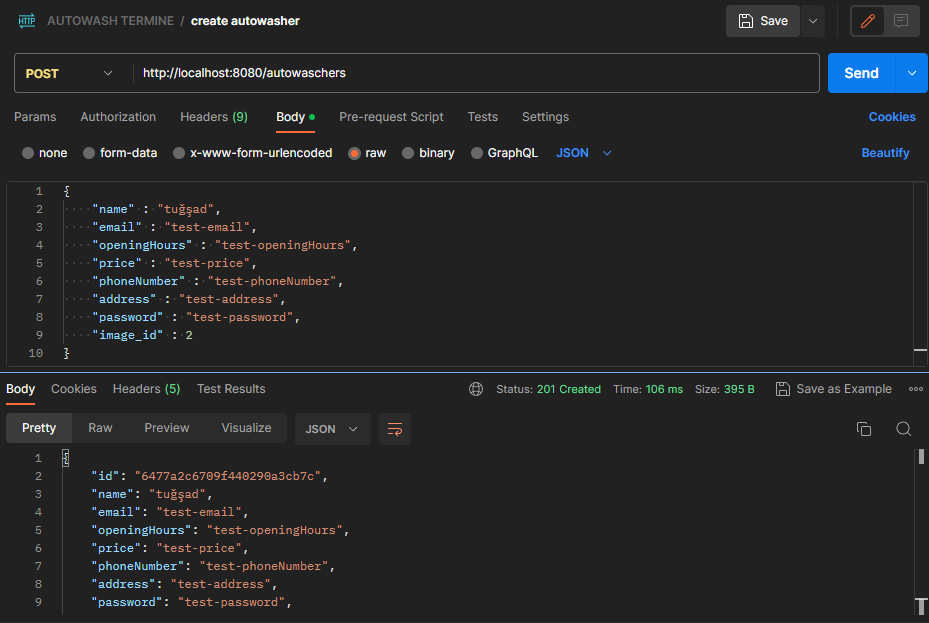 HTTP AUTOWASH TERMINE / create autowasher Save
POST http://localhost:8080/autowaschers Send
Params Authorization Headers (9) Body Pre-request Script Tests Settings Cookies
none form-data x-www-form-urlencoded raw binary GraphQL JSON Beautify
1 {
2 "name" : "tuğşad",
3 "email" : "test-email",
4 "openingHours" : "test-openingHours",
5 "price" : "test-price",
6 "phoneNumber" : "test-phoneNumber",
7 "address" : "test-address",
8 "password" : "test-password",
9 "image_id" : 2
10 }
Body Cookies Headers (5) Test Results Status: 201 Created Time: 106 ms Size: 395 B Save as Example
Pretty Raw Preview Visualize JSON
1 {
2 "id": "6477a2c6709f440290a3cb7c",
3 "name": "tuğşad",
4 "email": "test-email",
5 "openingHours": "test-openingHours",
6 "price": "test-price",
7 "phoneNumber": "test-phoneNumber",
8 "address": "test-address",
9 "password": "test-password",